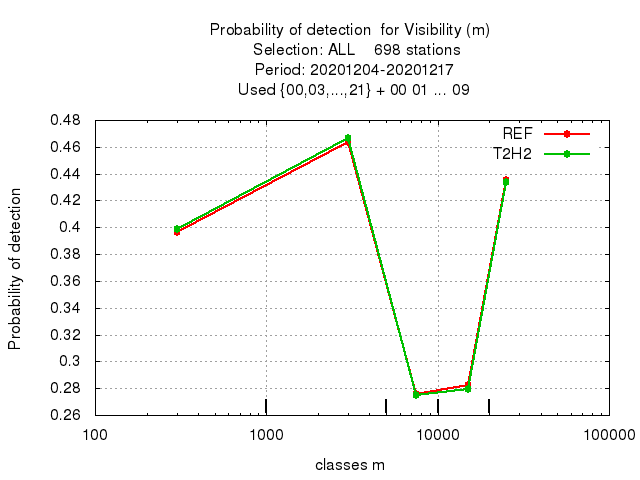 Probability of detection  for Visibility (m)
Selection: ALL    698 stations
Period: 20201204-20201217
Used {00,03,...,21} + 00 01 ... 09
REF
T2H2
Probability of detection
0.48
0.46
0.44
0.42
0.4
0.38
0.36
0.34
0.32
0.3
0.28
0.26
100
1000
10000
100000
classes m